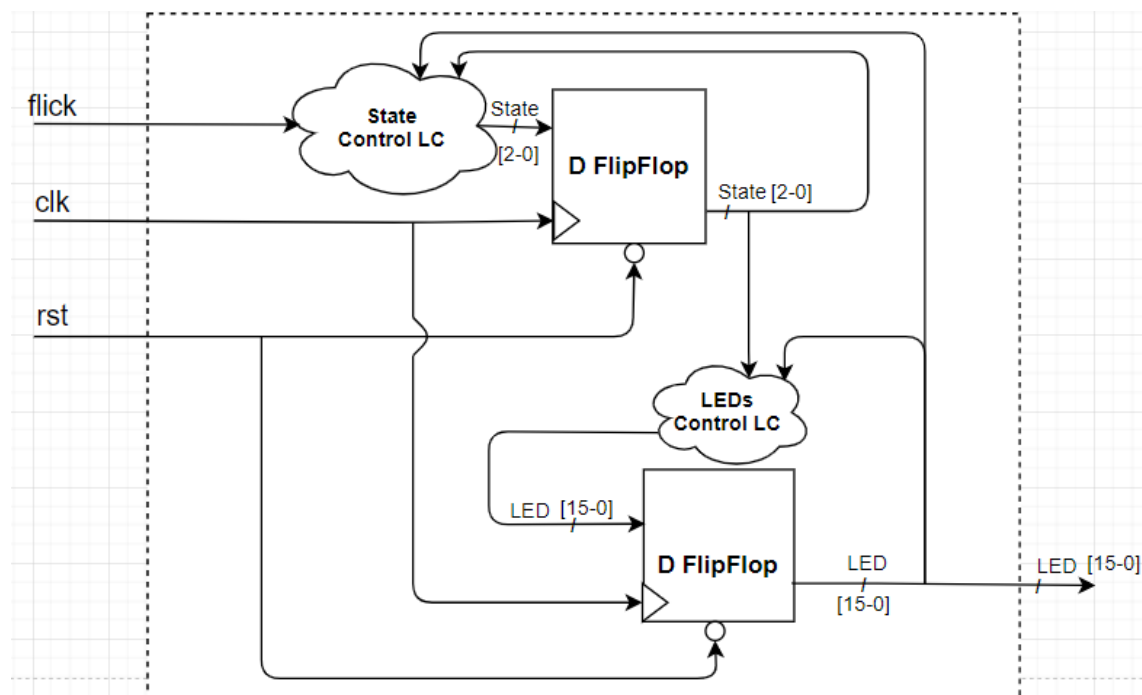 flick
State
Control LC
State
[2-0]
D FlipFlop
clk
State [2-0]
rst
LEDs
Control LC
LED [15-0]
D FlipFlop
LED
[15-0]
LED [15-0]